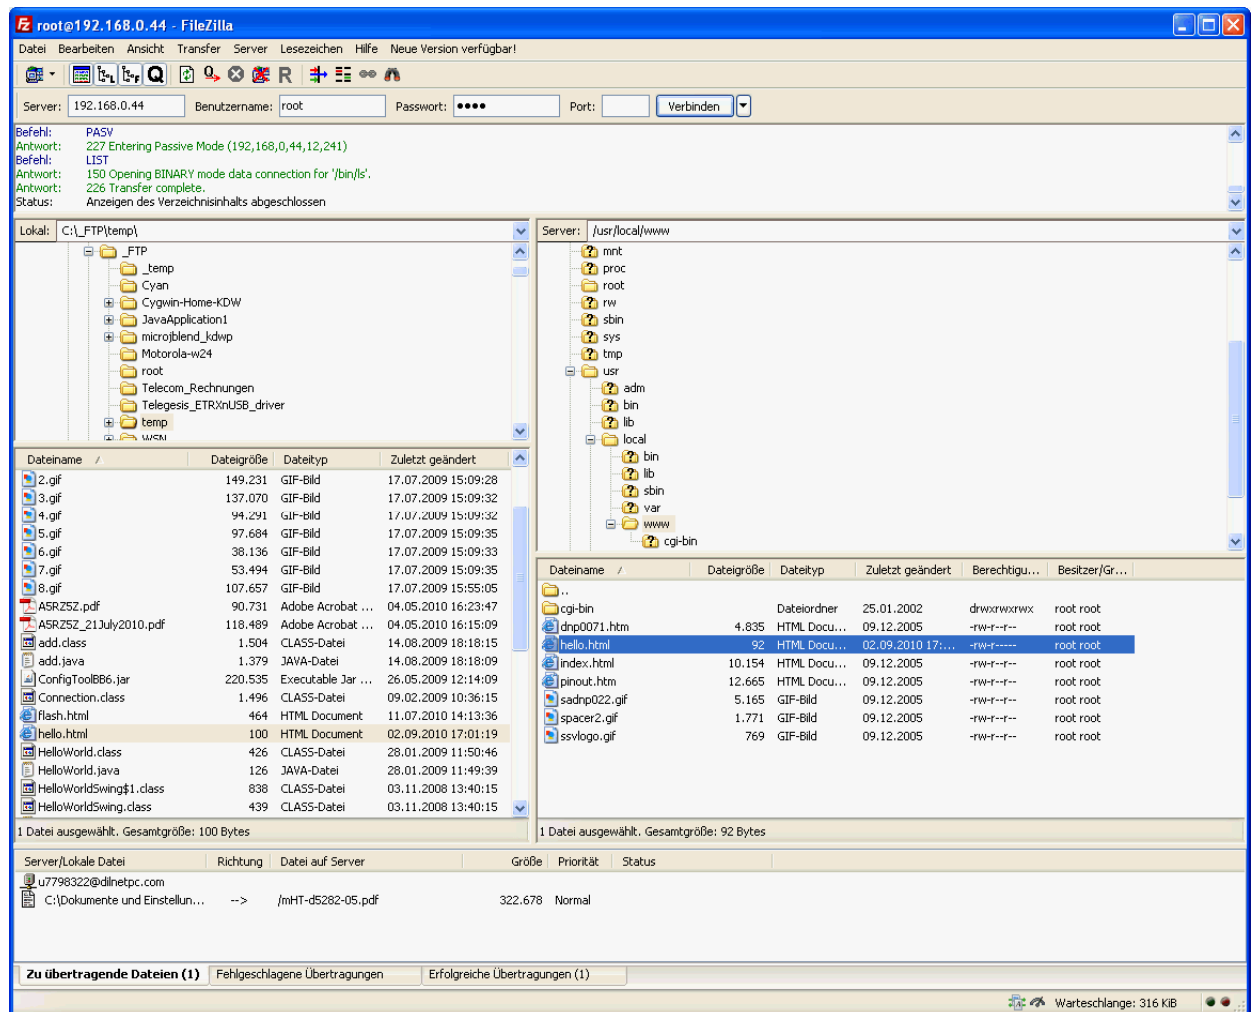 root@192.168.0.44 - FileZilla
Datei Bearbeiten Ansicht Transfer Server Lesezeichen Hilfe Neue Version verfügbar!
Server: 192.168.0.44 Benutzername: root Passwort: •••• Port: Verbinden
Befehl: PASV
Antwort: 227 Entering Passive Mode (192,168,0,44,12,241)
Befehl: LIST
Antwort: 150 Opening BINARY mode data connection for '/bin/ls'.
Antwort: 226 Transfer complete.
Status: Anzeigen des Verzeichnisinhalts abgeschlossen
Lokal: C:\_FTP\temp\
_FTP
_temp
Cyan
Cygwin-Home-KDW
JavaApplication1
microjblend_kdwp
Motorola-w24
root
Telecom_Rechnungen
Telegesis_ETRXnUSB_driver
temp
WSN
Dateiname Dateigröße Dateityp Zuletzt geändert
2.gif 149.231 GIF-Bild 17.07.2009 15:09:28
3.gif 137.070 GIF-Bild 17.07.2009 15:09:32
4.gif 94.291 GIF-Bild 17.07.2009 15:09:32
5.gif 97.684 GIF-Bild 17.07.2009 15:09:35
6.gif 38.136 GIF-Bild 17.07.2009 15:09:33
7.gif 53.494 GIF-Bild 17.07.2009 15:09:35
8.gif 107.657 GIF-Bild 17.07.2009 15:55:05
A5RZ5Z.pdf 90.731 Adobe Acrobat ... 04.05.2010 16:23:47
A5RZ5Z_21July2010.pdf 118.489 Adobe Acrobat ... 04.05.2010 16:15:09
add.class 1.504 CLASS-Datei 14.08.2009 18:18:15
add.java 1.379 JAVA-Datei 14.08.2009 18:18:09
ConfigToolBB6.jar 220.535 Executable Jar ... 26.05.2009 12:14:09
Connection.class 1.496 CLASS-Datei 09.02.2009 10:36:15
flash.html 464 HTML Document 11.07.2010 14:13:36
hello.html 100 HTML Document 02.09.2010 17:01:19
HelloWorld.class 426 CLASS-Datei 28.01.2009 11:50:46
HelloWorld.java 126 JAVA-Datei 28.01.2009 11:49:39
HelloWorldSwing$1.class 838 CLASS-Datei 03.11.2008 13:40:15
HelloWorldSwing.class 439 CLASS-Datei 03.11.2008 13:40:15
1 Datei ausgewählt. Gesamtgröße: 100 Bytes
Server: /usr/local/www
mnt
proc
root
rw
sbin
sys
tmp
usr
adm
bin
lib
local
bin
lib
sbin
var
www
cgi-bin
Dateiname Dateigröße Dateityp Zuletzt geändert Berechtigu... Besitzer/Gr...
..
cgi-bin Dateiordner 25.01.2002 drwxrwxrwx root root
dnp0071.htm 4.835 HTML Docu... 09.12.2005 -rw-r--r-- root root
hello.html 92 HTML Docu... 02.09.2010 17:... -rw-r----- root root
index.html 10.154 HTML Docu... 09.12.2005 -rw-r--r-- root root
pinout.htm 12.665 HTML Docu... 09.12.2005 -rw-r--r-- root root
sadnp022.gif 5.165 GIF-Bild 09.12.2005 -rw-r--r-- root root
spacer2.gif 1.771 GIF-Bild 09.12.2005 -rw-r--r-- root root
ssvlogo.gif 769 GIF-Bild 09.12.2005 -rw-r--r-- root root
1 Datei ausgewählt. Gesamtgröße: 92 Bytes
Server/Lokale Datei Richtung Datei auf Server Größe Priorität Status
u7798322@dilnetpc.com
C:\Dokumente und Einstellun... --> /mHT-d5282-05.pdf 322.678 Normal
Zu übertragende Dateien (1) Fehlgeschlagene Übertragungen Erfolgreiche Übertragungen (1)
Warteschlange: 316 KiB